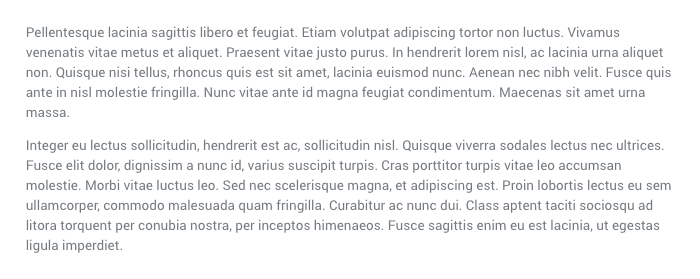 Pellentesque lacinia sagittis libero et feugiat. Etiam volutpat adipiscing tortor non luctus. Vivamus
venenatis vitae metus et aliquet. Praesent vitae justo purus. In hendrerit lorem nisl, ac lacinia urna aliquet
non. Quisque nisi tellus, rhoncus quis est sit amet, lacinia euismod nunc. Aenean nec nibh velit. Fusce quis
ante in nisl molestie fringilla. Nunc vitae ante id magna feugiat condimentum. Maecenas sit amet urna
massa.
Integer eu lectus sollicitudin, hendrerit est ac, sollicitudin nisl. Quisque viverra sodales lectus nec ultrices.
Fusce elit dolor, dignissim a nunc id, varius suscipit turpis. Cras porttitor turpis vitae leo accumsan
molestie. Morbi vitae luctus leo. Sed nec scelerisque magna, et adipiscing est. Proin lobortis lectus eu sem
ullamcorper, commodo malesuada quam fringilla. Curabitur ac nunc dui. Class aptent taciti sociosqu ad
litora torquent per conubia nostra, per inceptos himenaeos. Fusce sagittis enim eu est lacinia, ut egestas
ligula imperdiet.